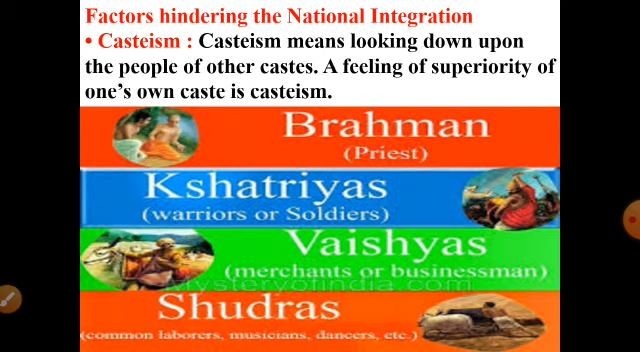 Factors hindering the National Integration
• Casteism : Casteism means looking down upon
the people of other castes. A feeling of superiority of
one's own caste is casteism.
Brahman
(Priest)
Kshatriyas
(warriors or Soldiers)
Vaishyas
(merchants or businessman)
Mysteryofindia.com
Shudras
(common laborers, musicians, dancers, etc.)